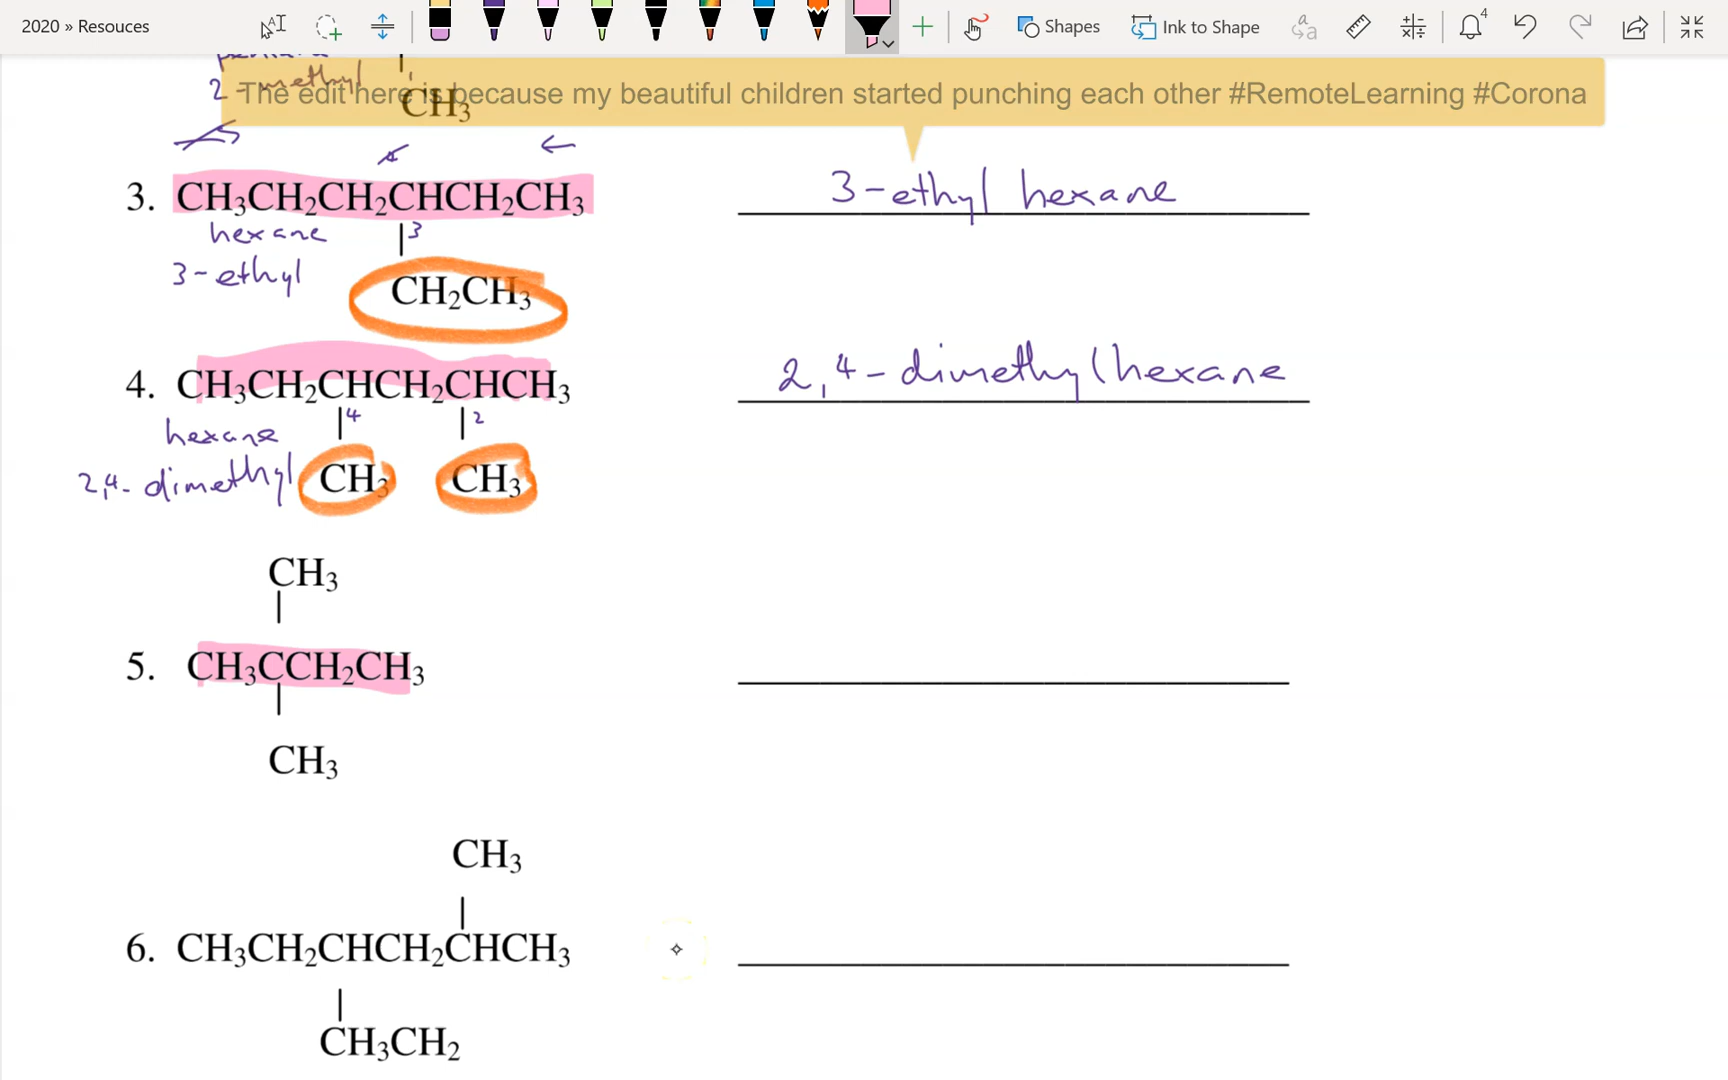 2020 » Resouces
Shapes
Ink to Shape
4
2 - methyl
CH₃
The edit here is because my beautiful children started punching each other #RemoteLearning #Corona
3. CH₃CH₂CH₂CHCH₂CH₃
3-ethyl hexane
hexane
3
3-ethyl
CH₂CH₃
4. CH₃CH₂CHCH₂CHCH₃
2,4-dimethylhexane
4
2
hexane
2,4- dimethyl
CH₃ CH₃
CH₃
5. CH₃CCH₂CH₃
CH₃
CH₃
6. CH₃CH₂CHCH₂CHCH₃
CH₃CH₂